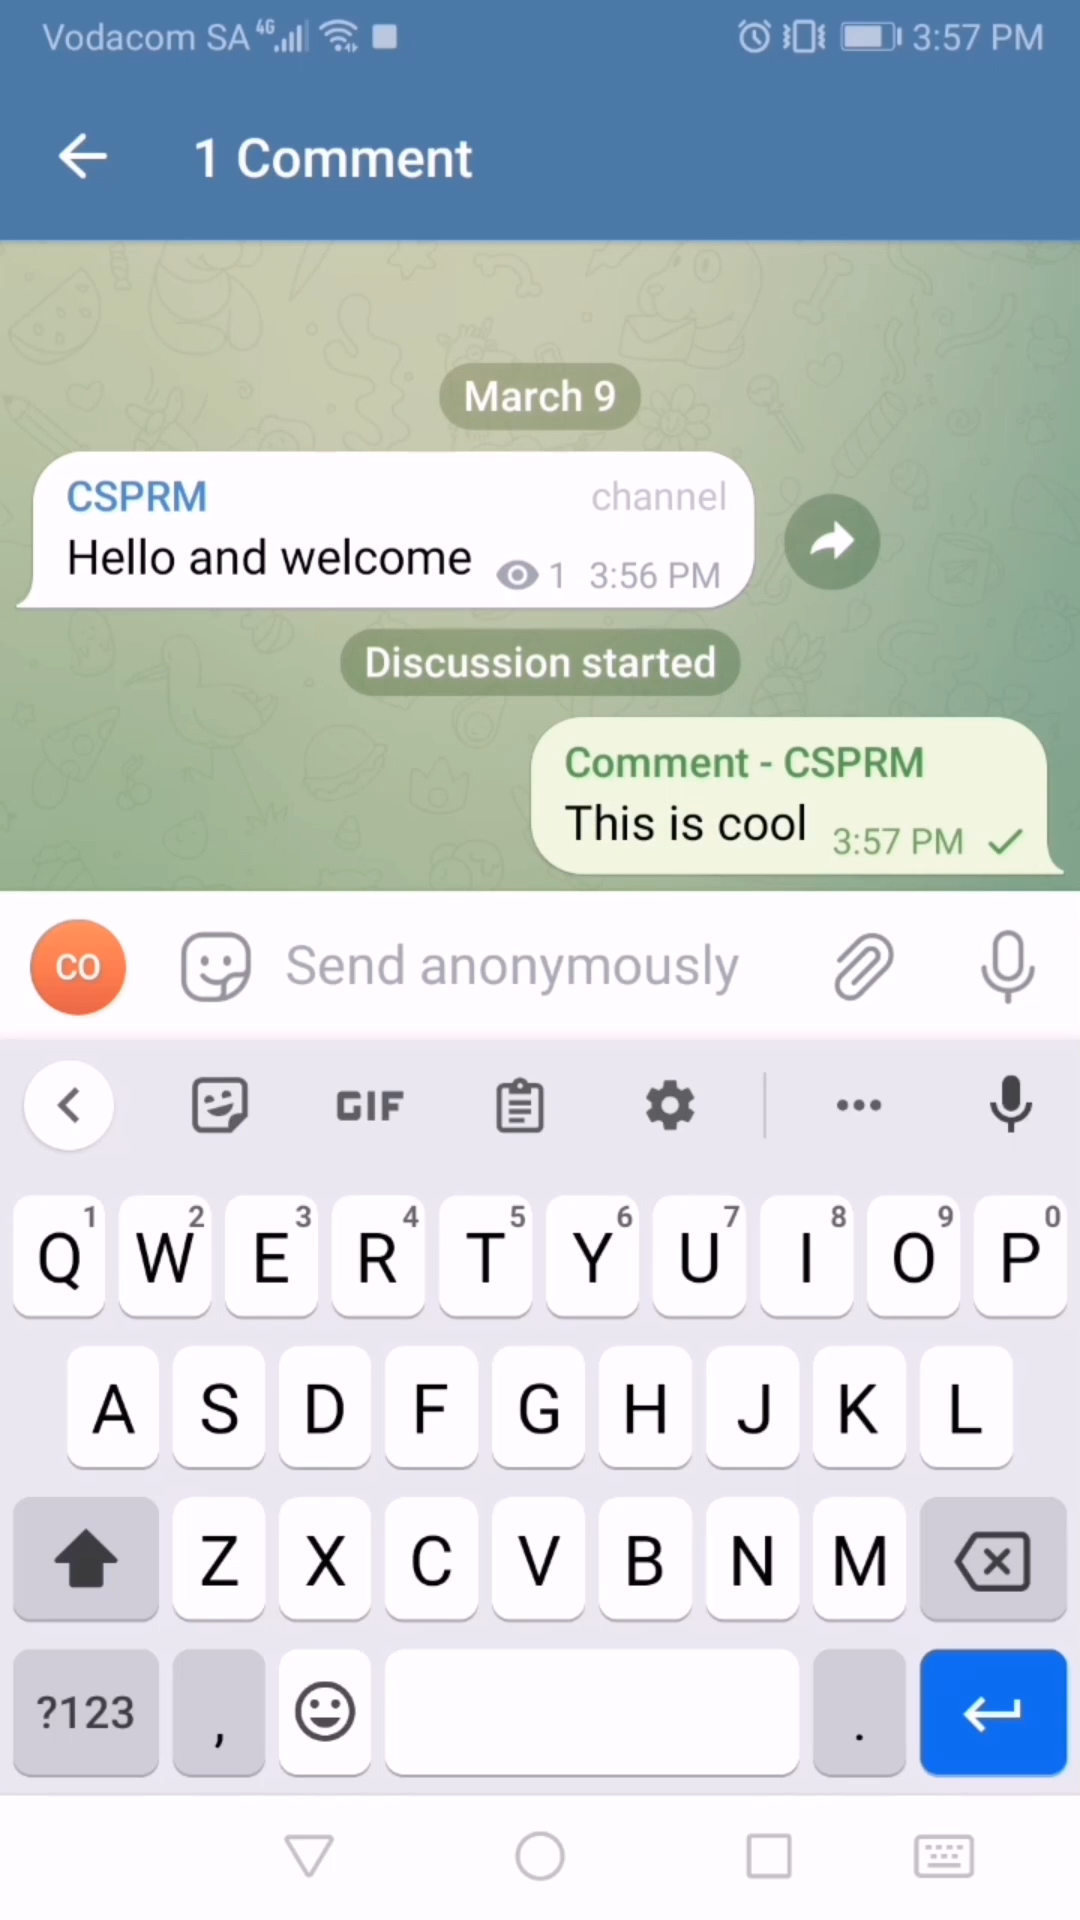 Vodacom SA 4G 3:57 PM
1 Comment
March 9
CSPRM channel
Hello and welcome 1 3:56 PM
Discussion started
Comment - CSPRM
This is cool 3:57 PM
CO Send anonymously
GIF
1 2 3 4 5 6 7 8 9 0
Q W E R T Y U I O P
A S D F G H J K L
Z X C V B N M
?123 , .